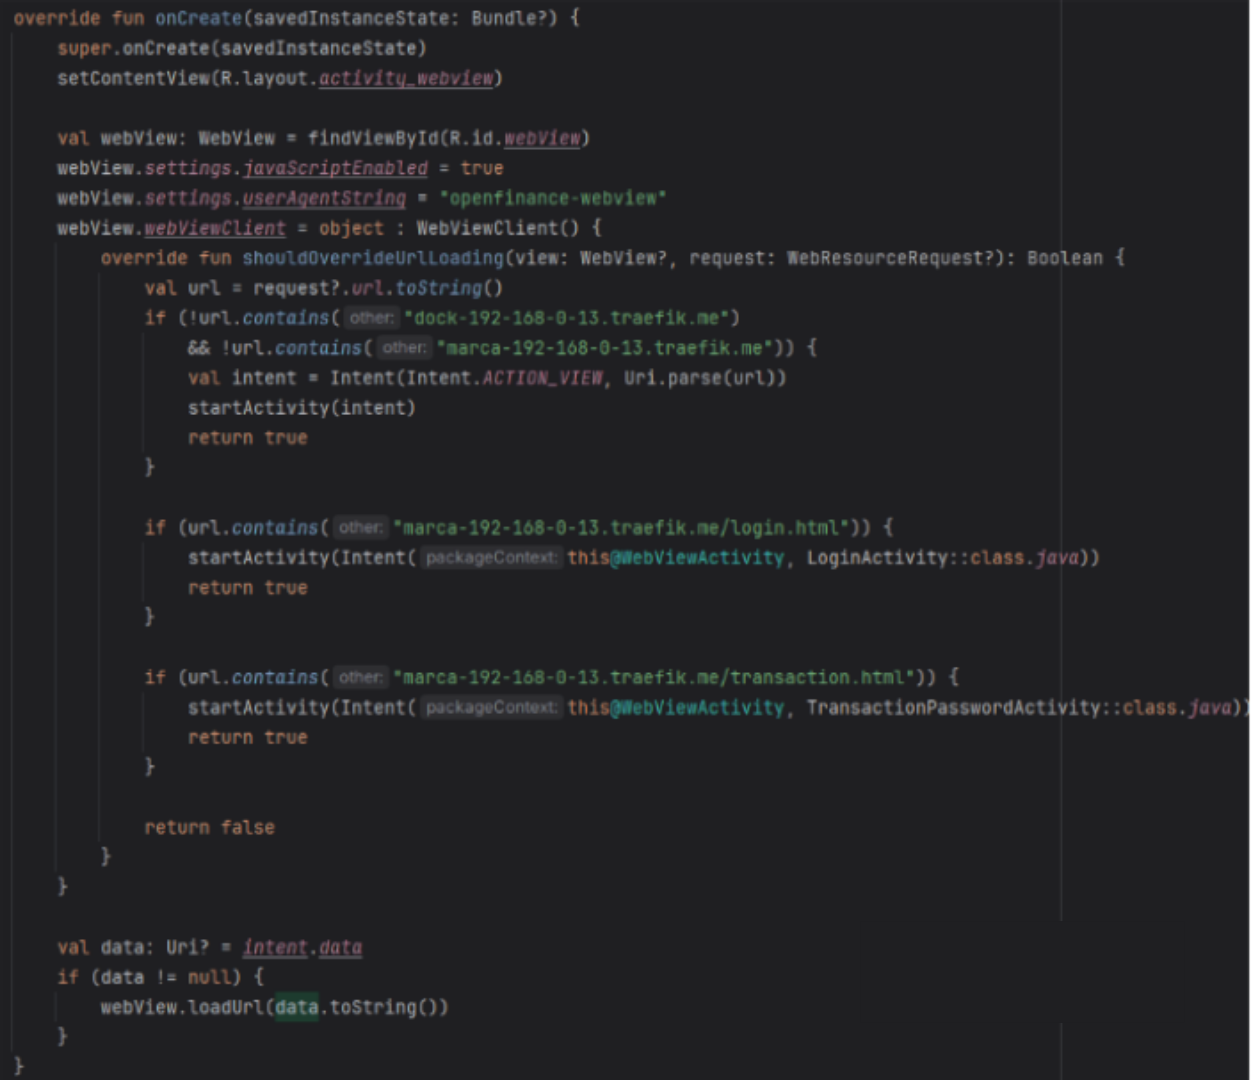 override fun onCreate(savedInstanceState: Bundle?) {
    super.onCreate(savedInstanceState)
    setContentView(R.layout.activity_webview)
    val webView: WebView = findViewById(R.id.webView)
    webView.settings.javaScriptEnabled = true
    webView.settings.userAgentString = "openfinance-webview"
    webView.webViewClient = object : WebViewClient() {
        override fun shouldOverrideUrlLoading(view: WebView?, request: WebResourceRequest?): Boolean {
            val url = request?.url.toString()
            if (!url.contains( other: "dock-192-168-0-13.traefik.me")
                && !url.contains( other: "marca-192-168-0-13.traefik.me")) {
                val intent = Intent(Intent.ACTION_VIEW, Uri.parse(url))
                startActivity(intent)
                return true
            }
            if (url.contains( other: "marca-192-168-0-13.traefik.me/login.html")) {
                startActivity(Intent( packageContext: this@WebViewActivity, LoginActivity::class.java))
                return true
            }
            if (url.contains( other: "marca-192-168-0-13.traefik.me/transaction.html")) {
                startActivity(Intent( packageContext: this@WebViewActivity, TransactionPasswordActivity::class.java))
                return true
            }
            return false
        }
    }
    val data: Uri? = intent.data
    if (data != null) {
        webView.loadUrl(data.toString())
    }
}